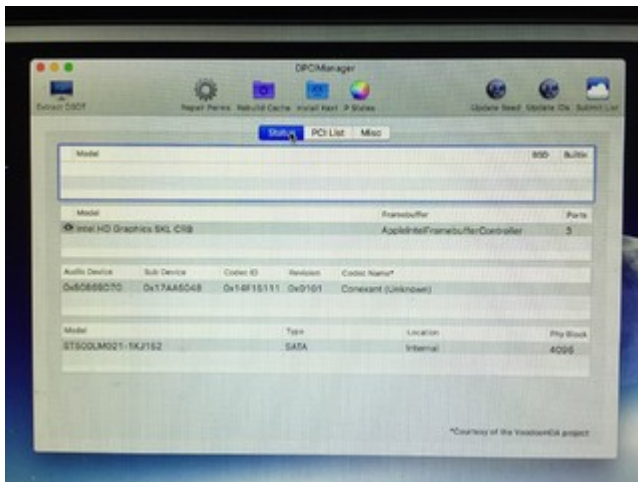 DPCIManager
Extract DSDT Repair Perms Rebuild Cache Install Kext P States Update Seed Update IDs Submit List
Status PCI List Misc
Model BSD Builtin
Model Framebuffer Ports
Intel HD Graphics SKL CRB AppleIntelFramebufferController 3
Audio Device Sub Device Codec ID Revision Codec Name*
0x80869D70 0x17AA5048 0x14F15111 0x0101 Conexant (Unknown)
Model Type Location Phy Block
ST500LM021-1KJ152 SATA Internal 4096
*Courtesy of the VoodooHDA project